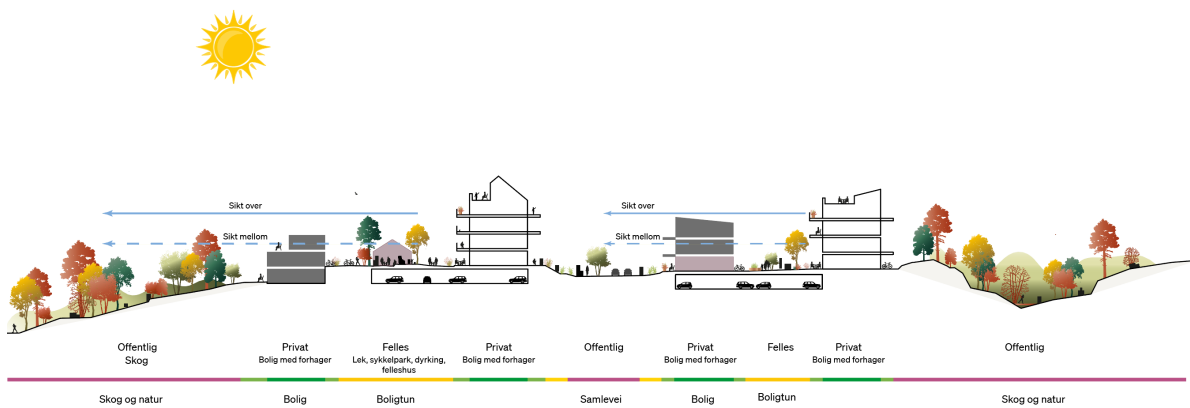 Sikt over
Sikt mellom
Sikt over
Sikt mellom
Offentlig
Skog
Privat
Bolig med forhager
Felles
Lek, sykkelpark, dyrking,
felleshus
Privat
Bolig med forhager
Offentlig
Privat
Bolig med forhager
Felles
Privat
Bolig med forhager
Offentlig
Skog og natur
Bolig
Boligtun
Samlevei
Bolig
Boligtun
Skog og natur